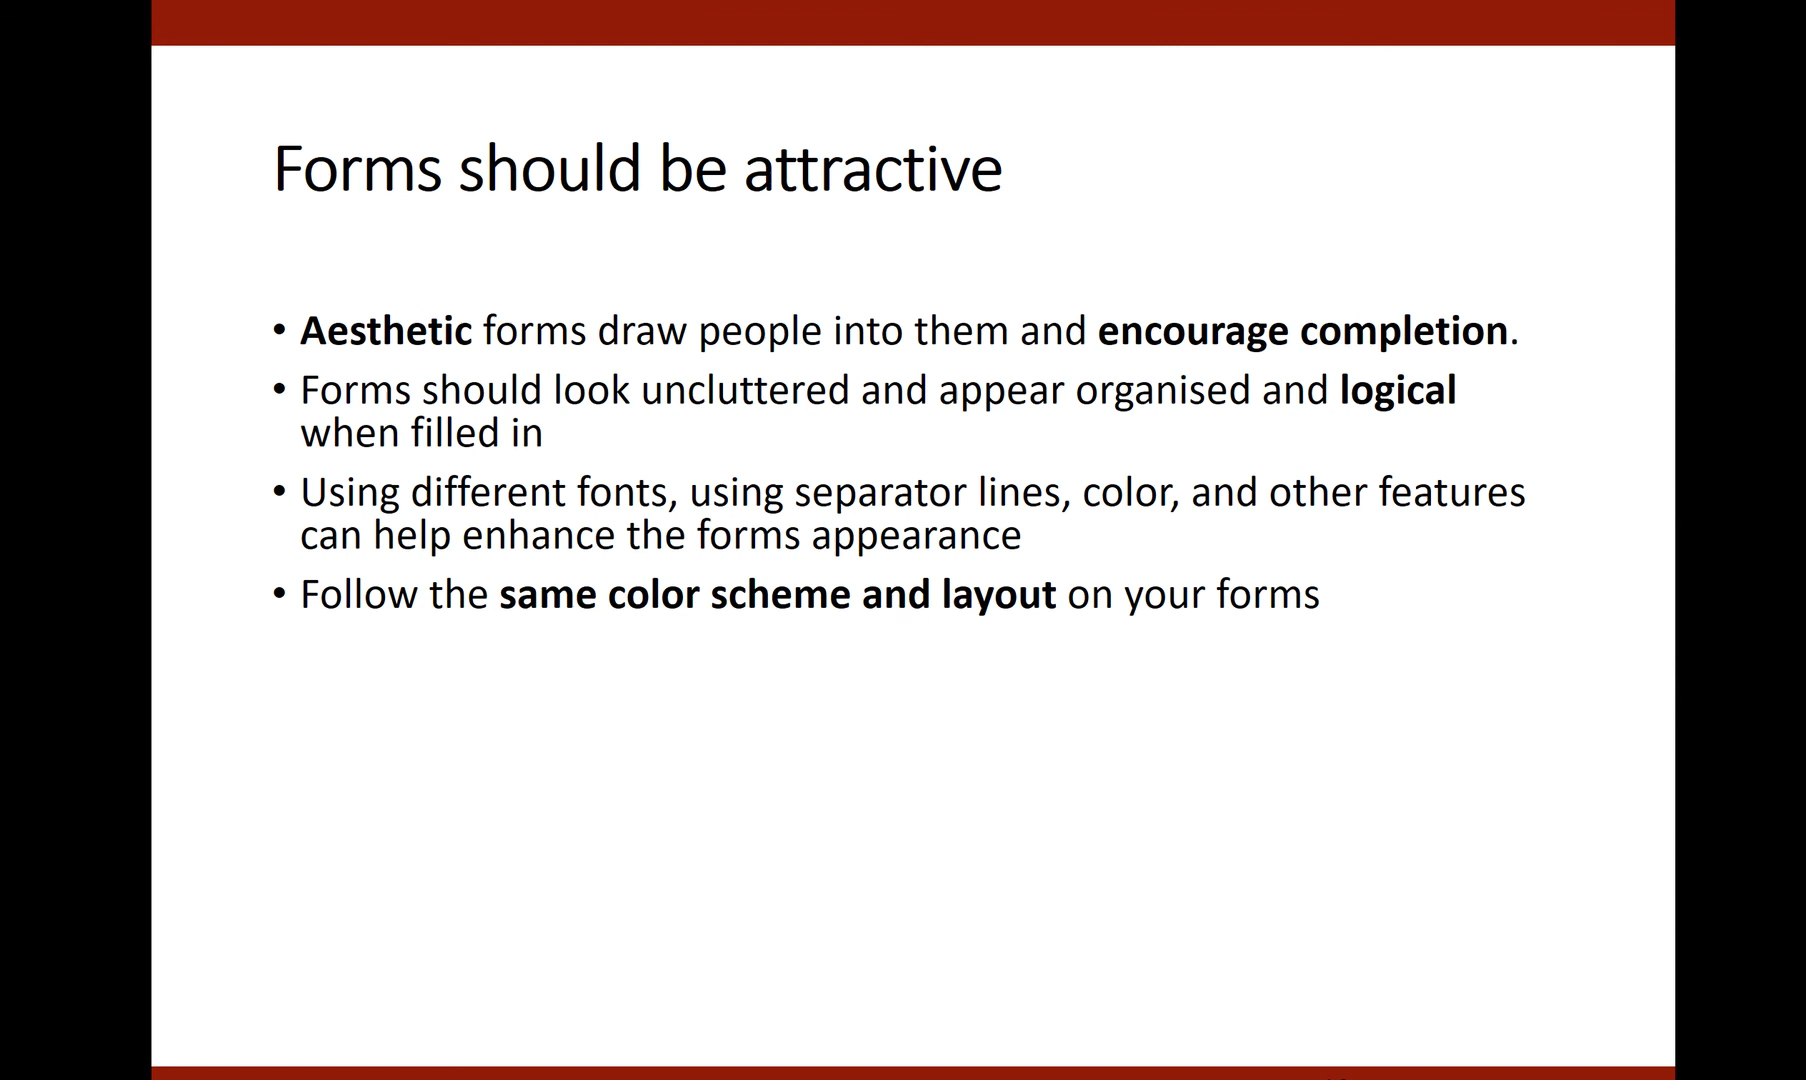 Forms should be attractive
• Aesthetic forms draw people into them and encourage completion.
• Forms should look uncluttered and appear organised and logical
when filled in
• Using different fonts, using separator lines, color, and other features
can help enhance the forms appearance
• Follow the same color scheme and layout on your forms